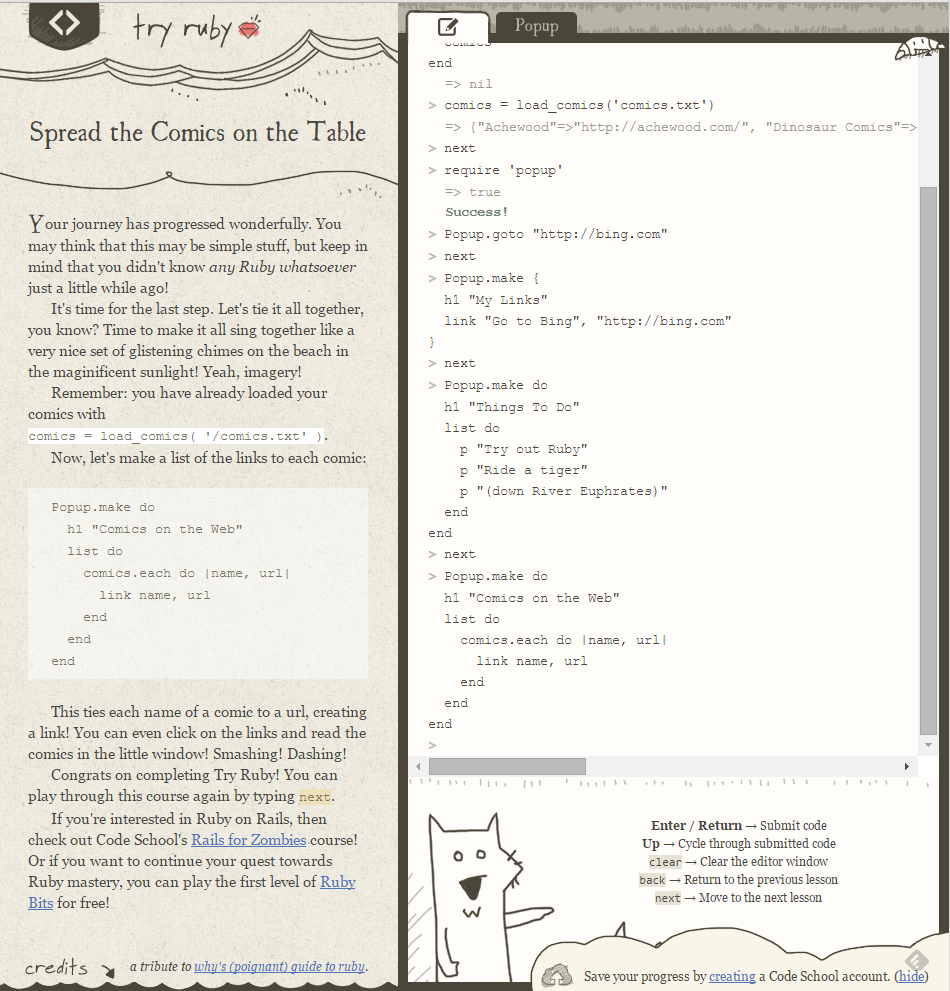 try ruby
Spread the Comics on the Table
Your journey has progressed wonderfully. You
may think that this may be simple stuff, but keep in
mind that you didn't know any Ruby whatsoever
just a little while ago!
It's time for the last step. Let's tie it all together,
you know? Time to make it all sing together like a
very nice set of glistening chimes on the beach in
the maginificent sunlight! Yeah, imagery!
Remember: you have already loaded your
comics with
comics = load_comics( '/comics.txt' ).
Now, let's make a list of the links to each comic:
Popup.make do
h1 "Comics on the Web"
list do
comics.each do |name, url|
link name, url
end
end
end
This ties each name of a comic to a url, creating
a link! You can even click on the links and read the
comics in the little window! Smashing! Dashing!
Congrats on completing Try Ruby! You can
play through this course again by typing next.
If you're interested in Ruby on Rails, then
check out Code School's Rails for Zombies course!
Or if you want to continue your quest towards
Ruby mastery, you can play the first level of Ruby
Bits for free!
credits
a tribute to why's (poignant) guide to ruby.
Popup
comics
end
=> nil
> comics = load_comics('comics.txt')
=> {"Achewood"=>"http://achewood.com/", "Dinosaur Comics"=>
> next
> require 'popup'
=> true
Success!
> Popup.goto "http://bing.com"
> next
> Popup.make {
h1 "My Links"
link "Go to Bing", "http://bing.com"
}
> next
> Popup.make do
h1 "Things To Do"
list do
p "Try out Ruby"
p "Ride a tiger"
p "(down River Euphrates)"
end
end
> next
> Popup.make do
h1 "Comics on the Web"
list do
comics.each do |name, url|
link name, url
end
end
end
>
Enter / Return → Submit code
Up → Cycle through submitted code
clear → Clear the editor window
back → Return to the previous lesson
next → Move to the next lesson
Save your progress by creating a Code School account. (hide)